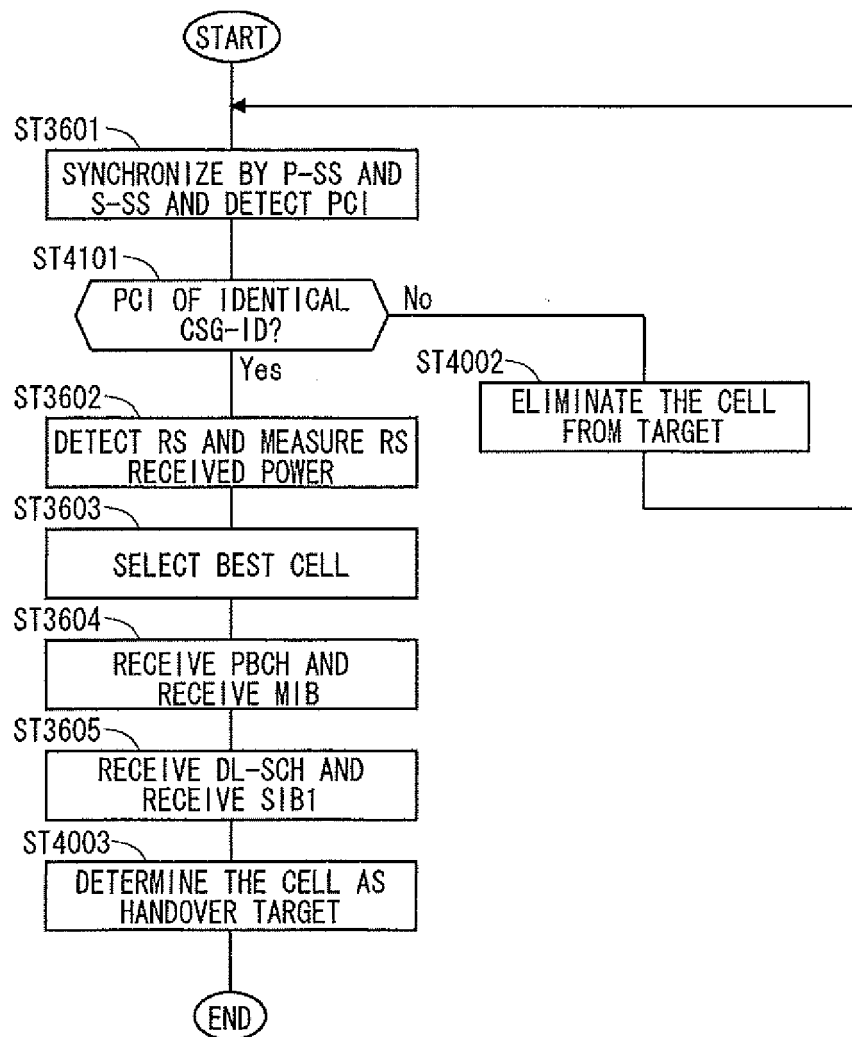 START
ST3601
SYNCHRONIZE BY P-SS AND
S-SS AND DETECT PCI
ST4101
PCI OF IDENTICAL
CSG-ID?
No
Yes
ST4002
ELIMINATE THE CELL
FROM TARGET
ST3602
DETECT RS AND MEASURE RS
RECEIVED POWER
ST3603
SELECT BEST CELL
ST3604
RECEIVE PBCH AND
RECEIVE MIB
ST3605
RECEIVE DL-SCH AND
RECEIVE SIB1
ST4003
DETERMINE THE CELL AS
HANDOVER TARGET
END